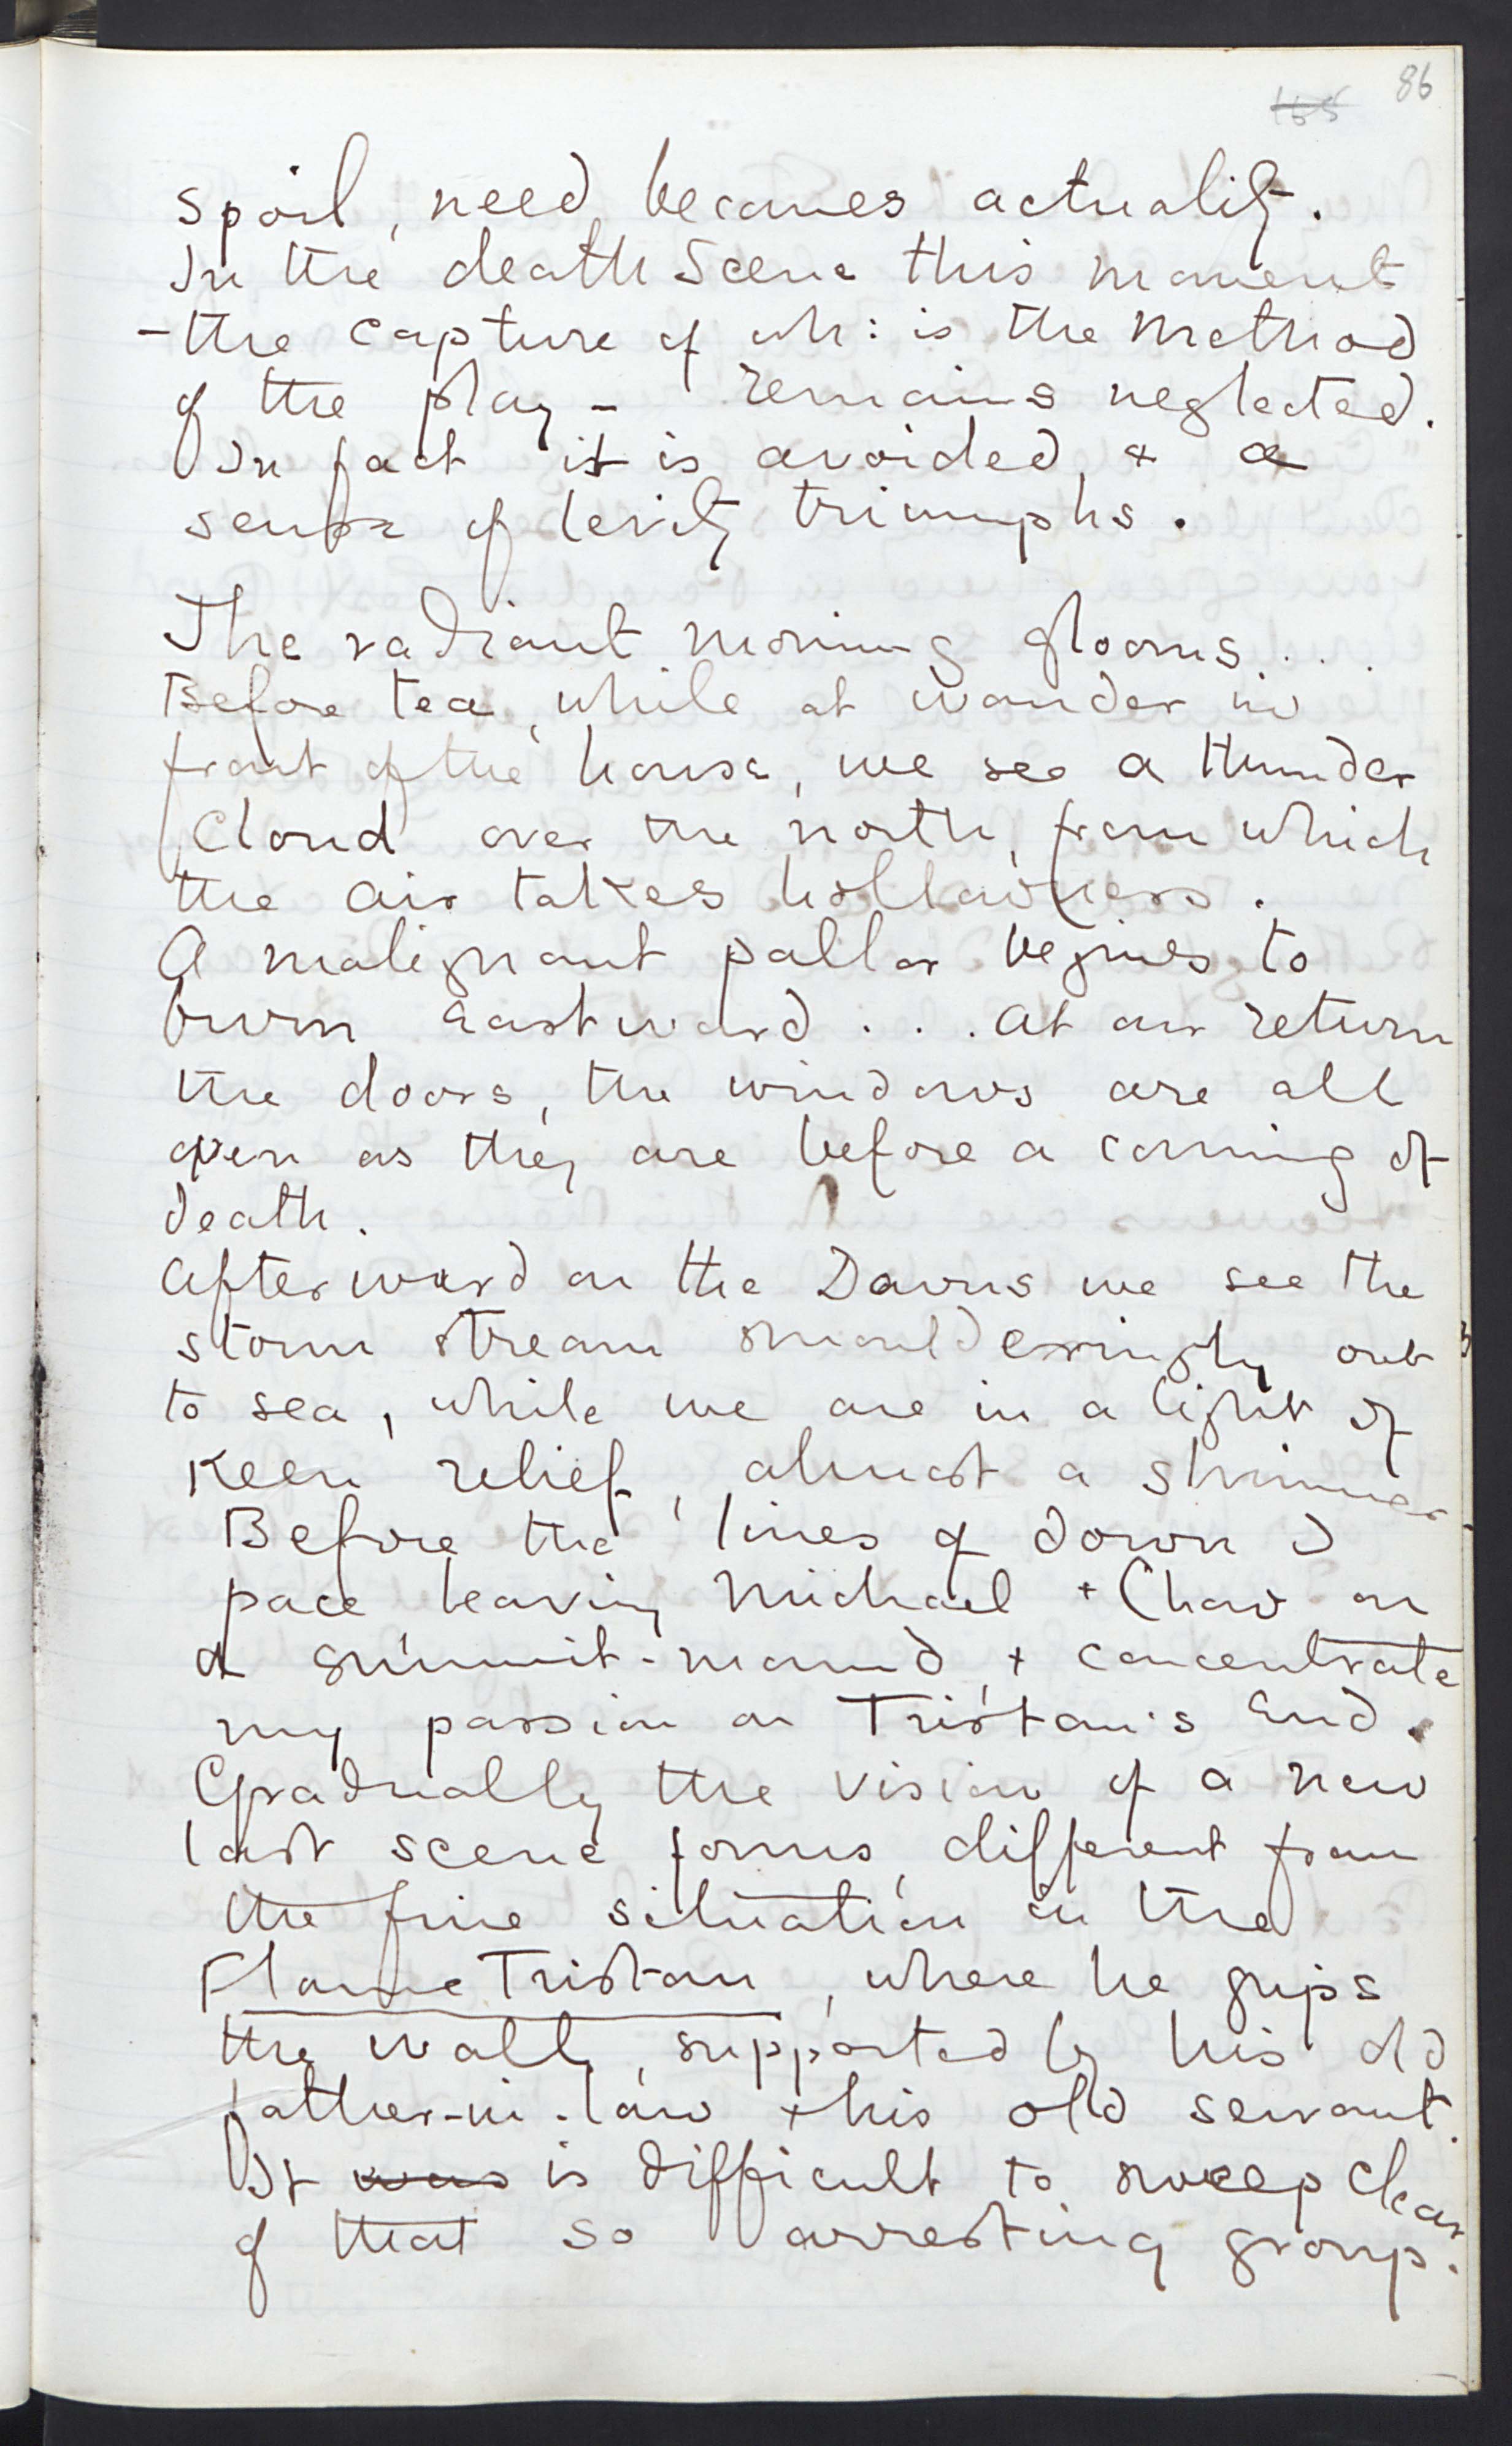 86
165
spoil, need becomes actuality.
In the death Scene this moment
- the capture of wh: is the method
of the play - remains neglected.
In fact it is avoided, + a
sense of levity triumphs.
The radiant morning glooms . . .
Before tea, while at wander in
front of the house, we see a thunder
Cloud over the north, from which
the air takes hollowness.
A malignant pallor begins to
burn eastward . . . At our return
the doors, the windows are all
open as they are before a coming of
death.
Afterward on the Downs we see the
storm stream smoulderingly out
to sea, while we are in a light of
keen relief, almost a shimmer
Before the lines of down I
pace leaving Michael + Chow on
a summit-mound, + concentrate
my passion on Tristan's End.
Gradually the vision of a new
last scene forms, different from
the fine situation in the
Flame Tristan, where he grips
the wall, supported by his old
father-in-law + his old servant.
It was is difficult to sweep clear
of that so arresting group.